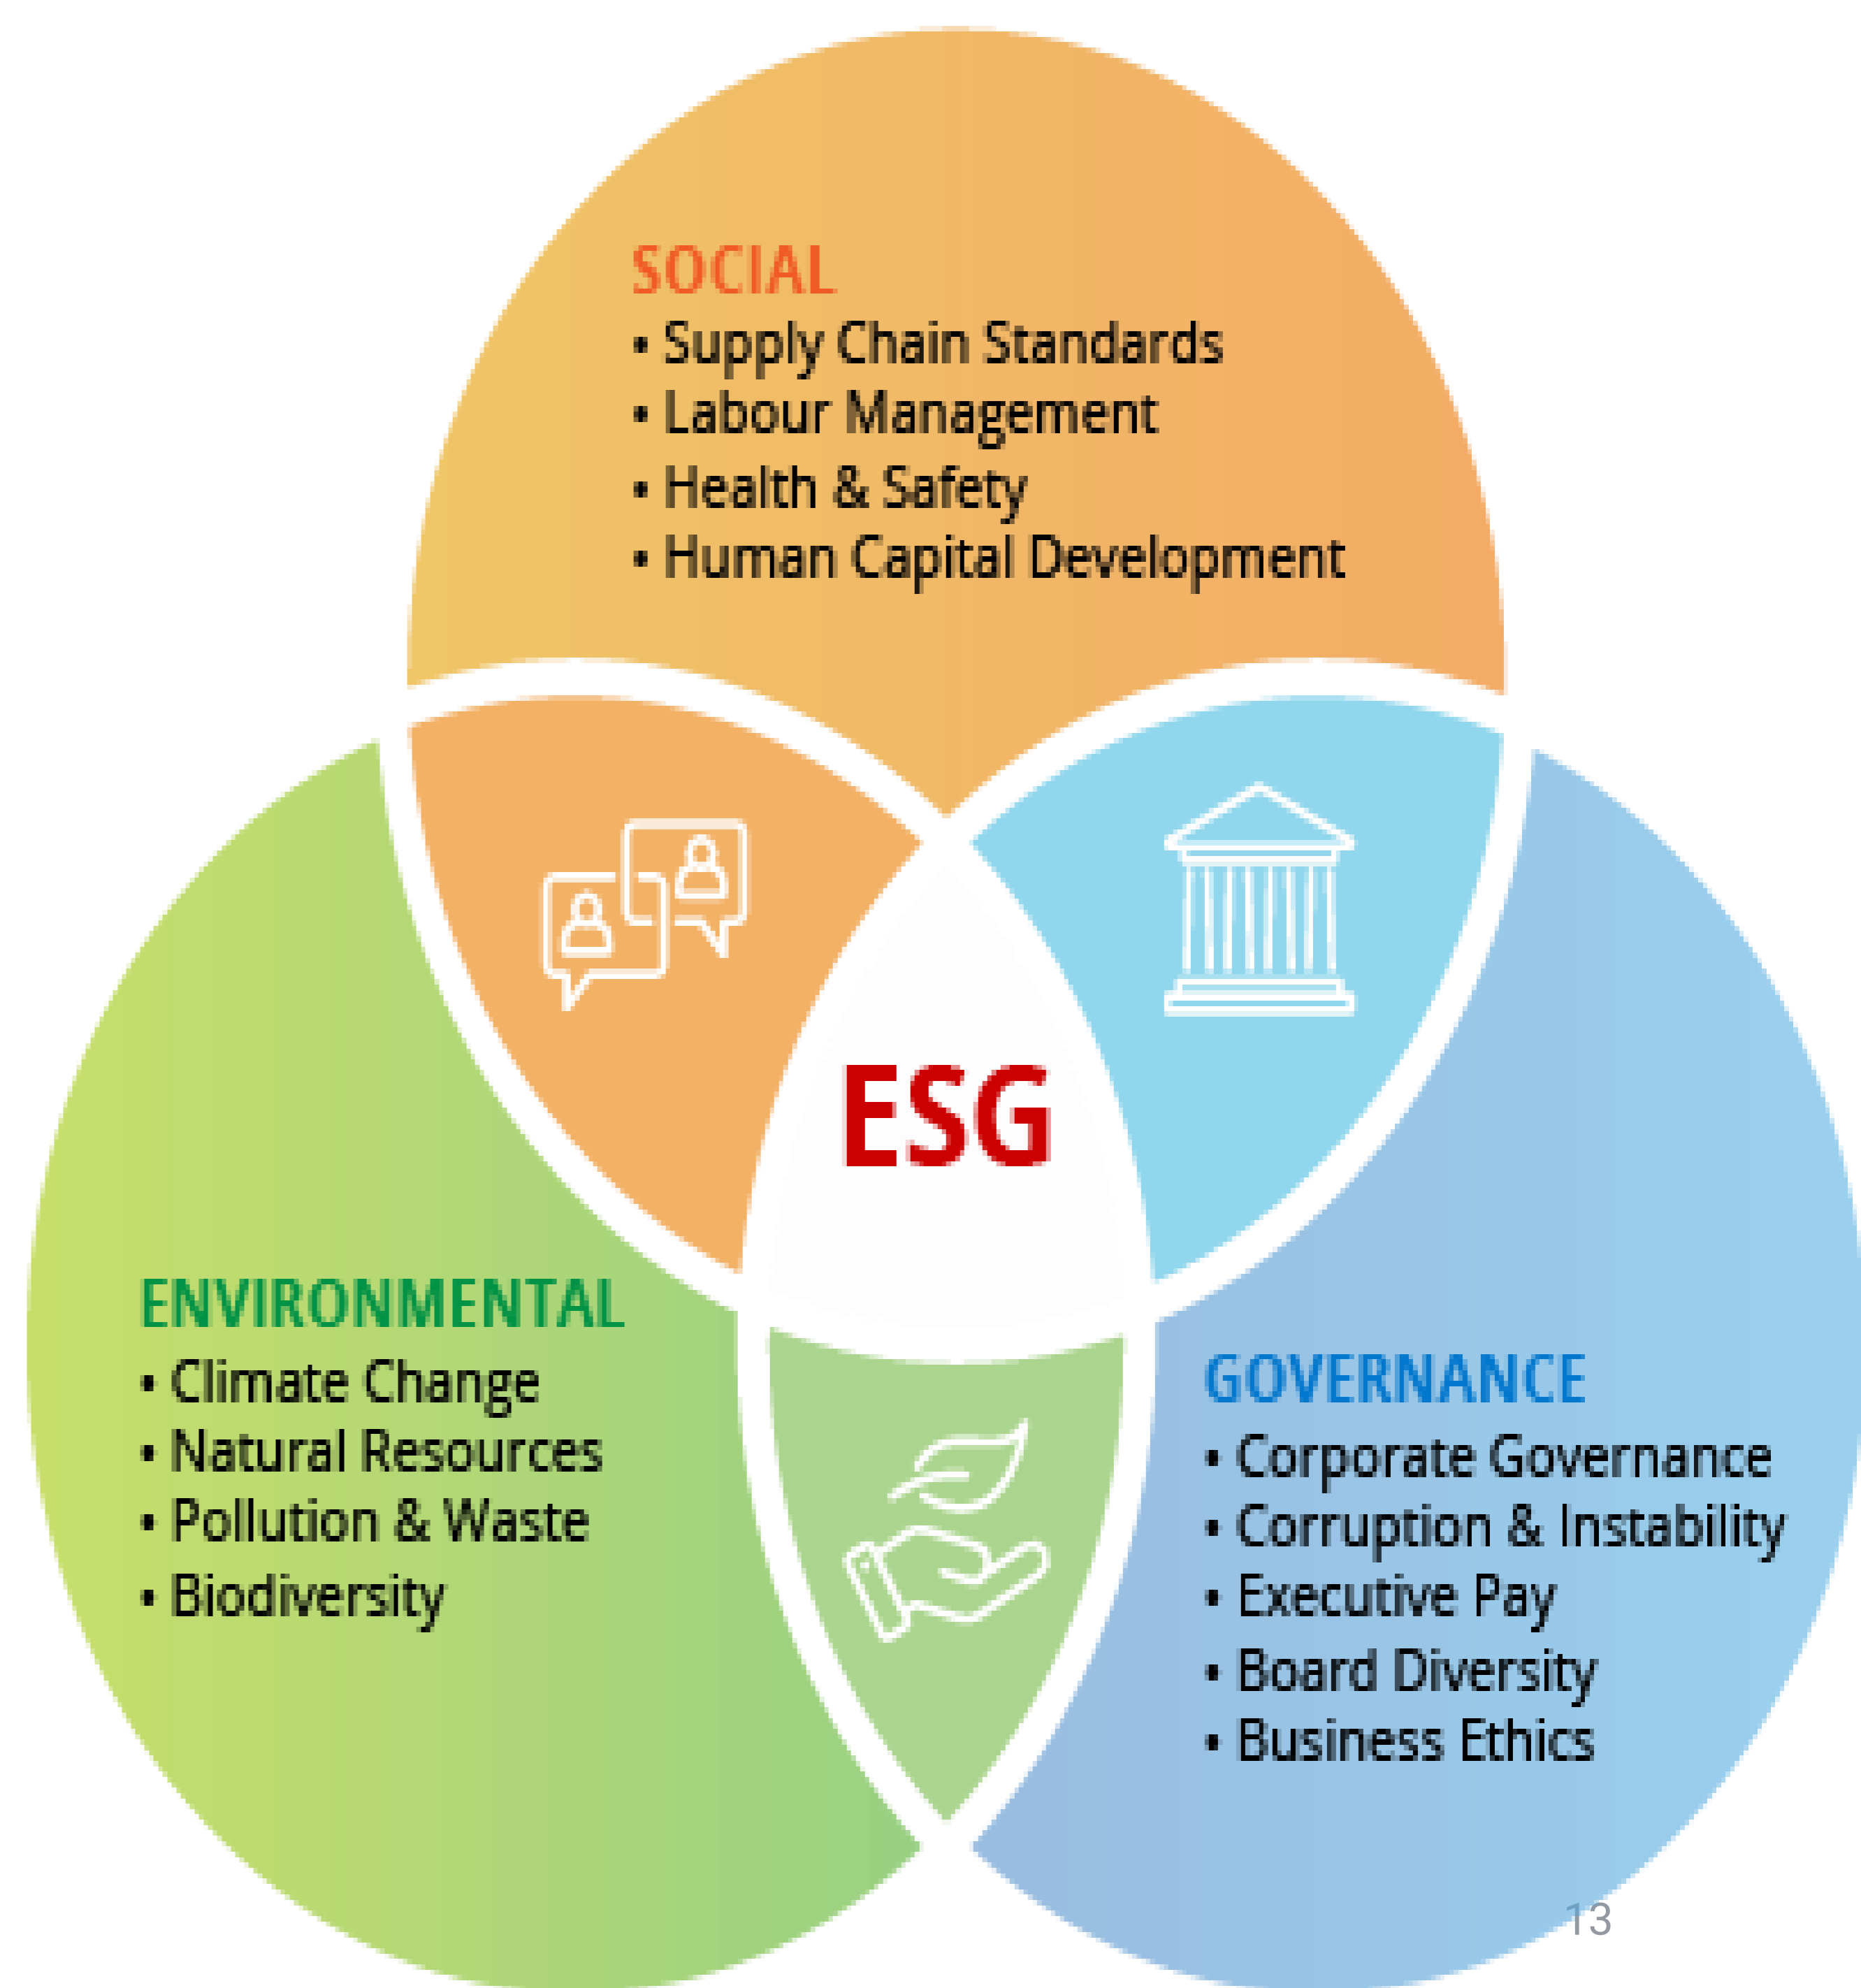 SOCIAL
• Supply Chain Standards
• Labour Management
• Health & Safety
• Human Capital Development
ESG
ENVIRONMENTAL
• Climate Change
• Natural Resources
• Pollution & Waste
• Biodiversity
GOVERNANCE
• Corporate Governance
• Corruption & Instability
• Executive Pay
• Board Diversity
• Business Ethics
13